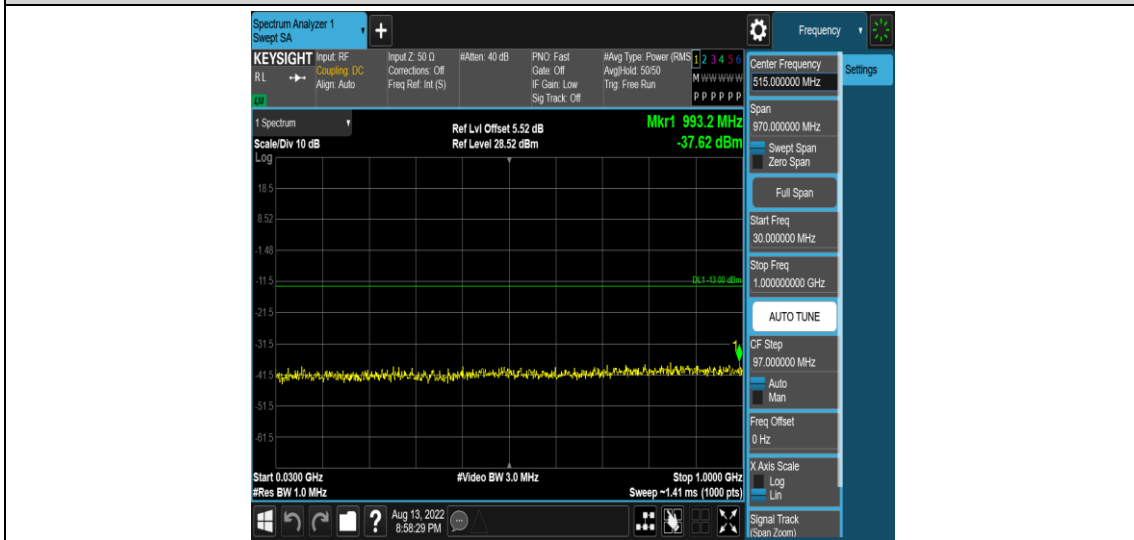 Spectrum Analyzer 1
Swept SA
+
Frequency
KEYSIGHT
RL
LXI
Input: RF
Coupling: DC
Align: Auto
Input Z: 50 Ω
Corrections: Off
Freq Ref: Int (S)
#Atten: 40 dB
PNO: Fast
Gate: Off
IF Gain: Low
Sig Track: Off
#Avg Type: Power (RMS
Avg|Hold: 50/50
Trig: Free Run
1 2 3 4 5 6
M W W W W W
P P P P P P
1 Spectrum
Scale/Div 10 dB
Ref Lvl Offset 5.52 dB
Ref Level 28.52 dBm
Mkr1 993.2 MHz
-37.62 dBm
Log
18.5
8.52
-1.48
-11.5
DL1 -13.00 dBm
-21.5
-31.5
1
-41.5
-51.5
-61.5
Start 0.0300 GHz
#Res BW 1.0 MHz
#Video BW 3.0 MHz
Stop 1.0000 GHz
Sweep ~1.41 ms (1000 pts)
Center Frequency
515.000000 MHz
Settings
Span
970.000000 MHz
Swept Span
Zero Span
Full Span
Start Freq
30.000000 MHz
Stop Freq
1.000000000 GHz
AUTO TUNE
CF Step
97.000000 MHz
Auto
Man
Freq Offset
0 Hz
X Axis Scale
Log
Lin
Signal Track
(Span Zoom)
?
Aug 13, 2022
8:58:29 PM